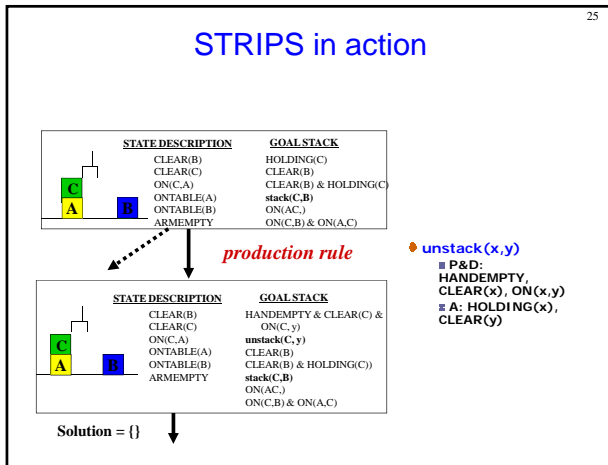 25
STRIPS in action
STATE DESCRIPTION
CLEAR(B)
CLEAR(C)
ON(C,A)
ONTABLE(A)
ONTABLE(B)
ARMEMPTY
GOAL STACK
HOLDING(C)
CLEAR(B)
CLEAR(B) & HOLDING(C)
stack(C,B)
ON(AC,)
ON(C,B) & ON(A,C)
C
A
B
production rule
unstack(x,y)
P&D:
HANDEMPTY,
CLEAR(x), ON(x,y)
A: HOLDING(x),
CLEAR(y)
STATE DESCRIPTION
CLEAR(B)
CLEAR(C)
ON(C,A)
ONTABLE(A)
ONTABLE(B)
ARMEMPTY
GOAL STACK
HANDEMPTY & CLEAR(C) &
ON(C, y)
unstack(C, y)
CLEAR(B)
CLEAR(B) & HOLDING(C))
stack(C,B)
ON(AC,)
ON(C,B) & ON(A,C)
C
A
B
Solution = {}